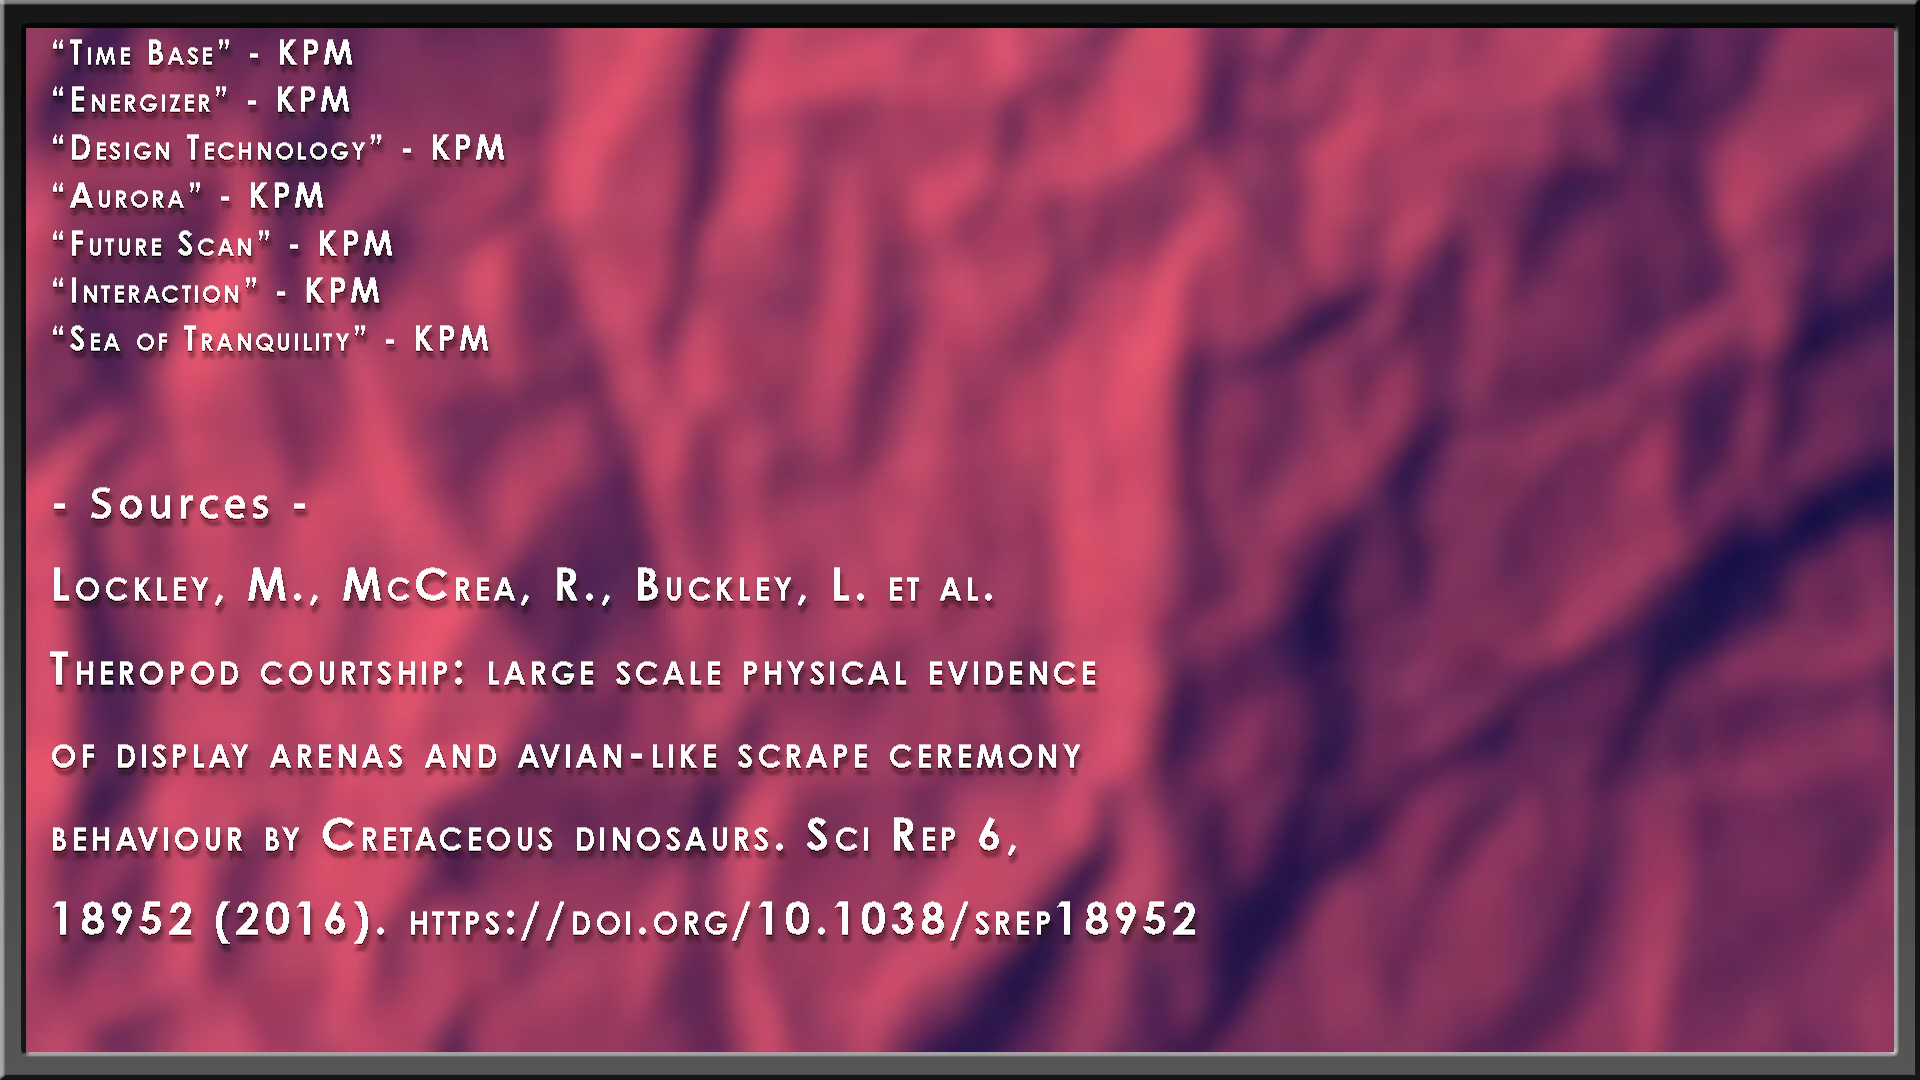 “Time Base” - KPM
“Energizer” - KPM
“Design Technology” - KPM
“Aurora” - KPM
“Future Scan” - KPM
“Interaction” - KPM
“Sea of Tranquility” - KPM
- Sources -
Lockley, M., McCrea, R., Buckley, L. et al.
Theropod courtship: large scale physical evidence
of display arenas and avian-like scrape ceremony
behaviour by Cretaceous dinosaurs. Sci Rep 6,
18952 (2016). https://doi.org/10.1038/srep18952